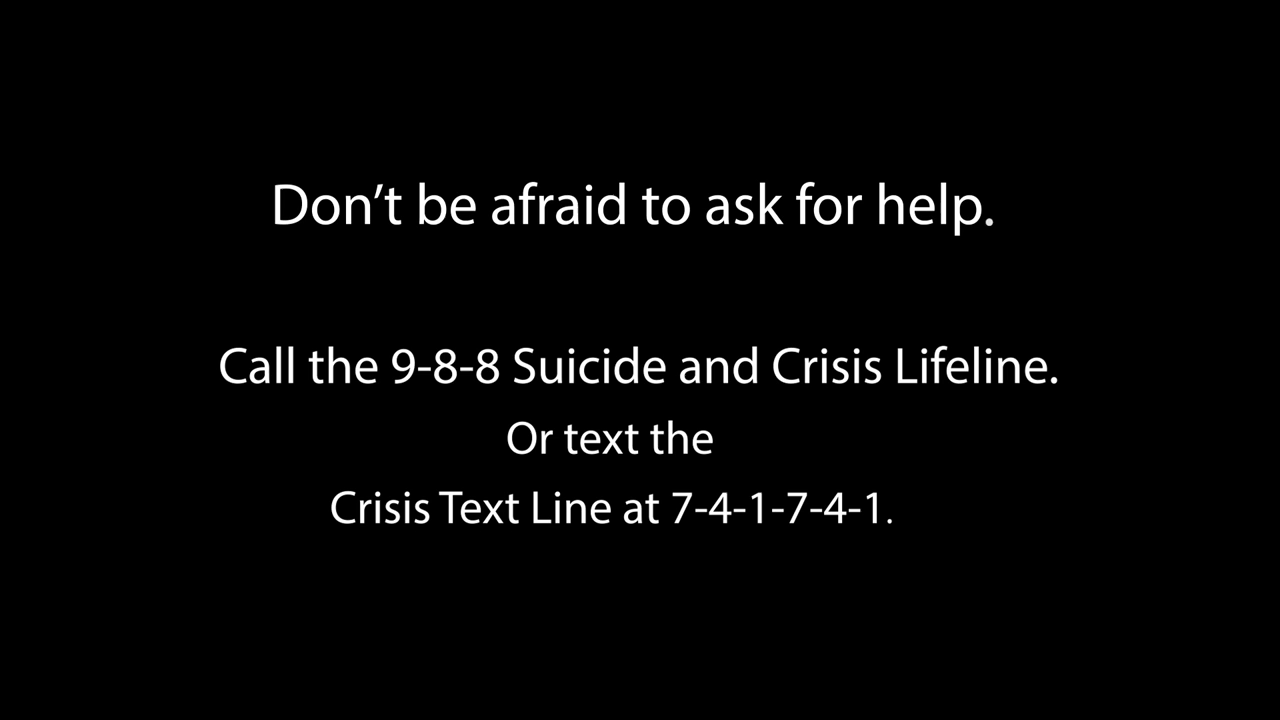 Don’t be afraid to ask for help.
Call the 9-8-8 Suicide and Crisis Lifeline.
Or text the
Crisis Text Line at 7-4-1-7-4-1.